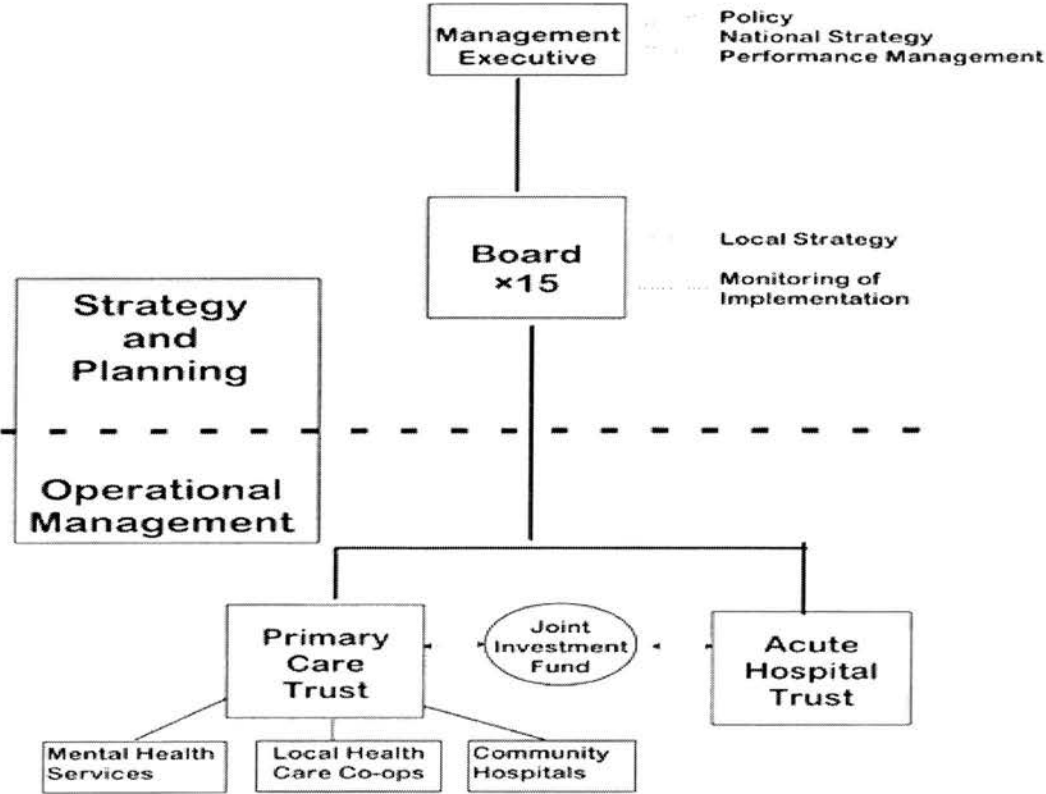 Management
Executive
Policy
National Strategy
Performance Management
Board
×15
Local Strategy
Monitoring of
Implementation
Strategy
and
Planning
Operational
Management
Primary
Care
Trust
Joint
Investment
Fund
Acute
Hospital
Trust
Mental Health
Services
Local Health
Care Co-ops
Community
Hospitals